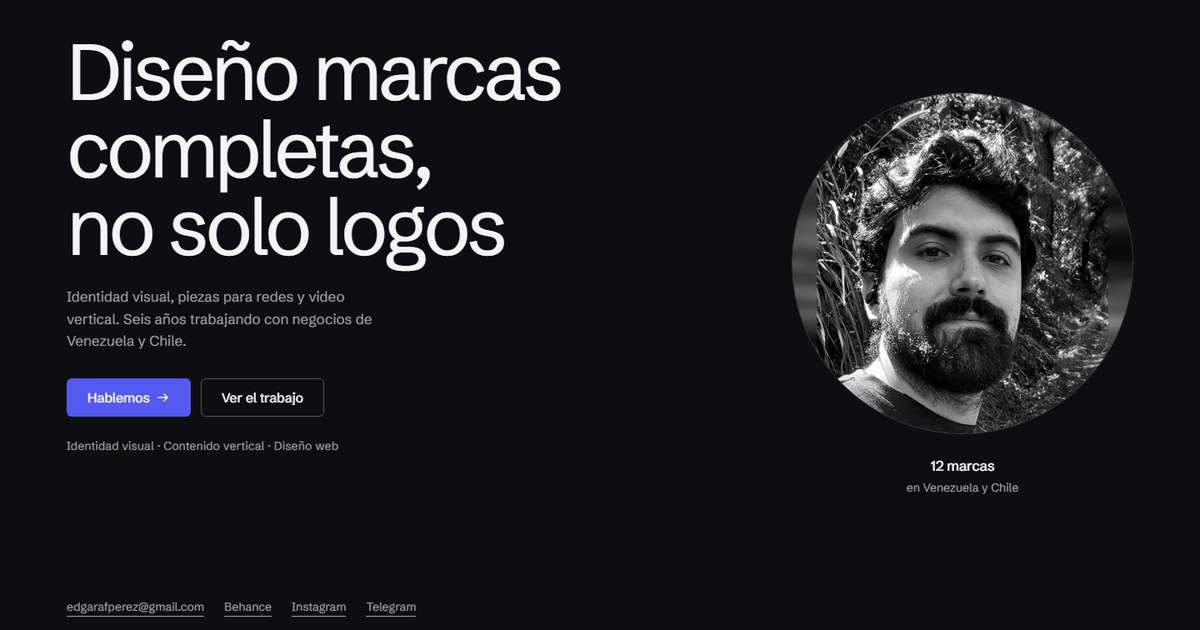 Diseño marcas
completas,
no solo logos
Identidad visual, piezas para redes y video
vertical. Seis años trabajando con negocios de
Venezuela y Chile.
Hablemos →
Ver el trabajo
Identidad visual · Contenido vertical · Diseño web
12 marcas
en Venezuela y Chile
edgarafperez@gmail.com Behance Instagram Telegram